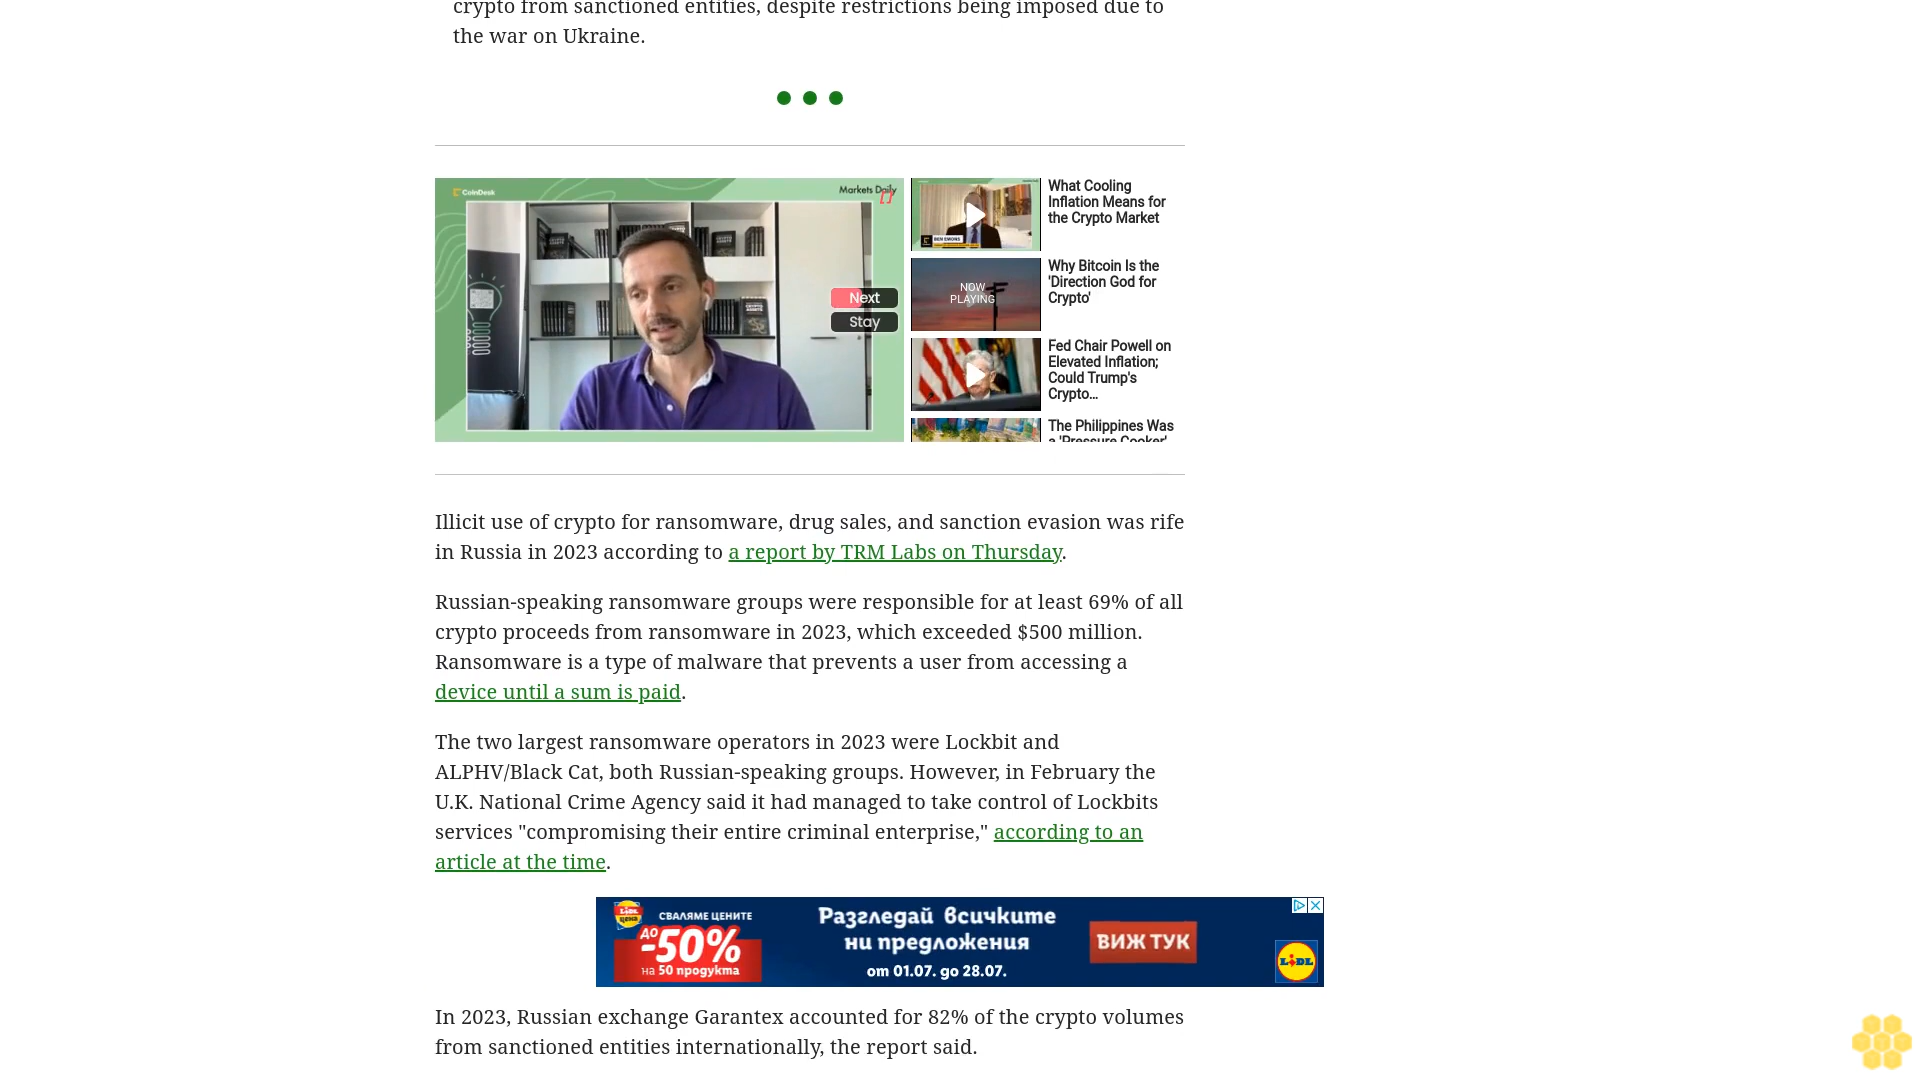 crypto from sanctioned entities, despite restrictions being imposed due to
the war on Ukraine.
CoinDesk
Markets Daily
Next
Stay
What Cooling
Inflation Means for
the Crypto Market
BEN EMONS
NOW
PLAYING
Why Bitcoin Is the
'Direction God for
Crypto'
Fed Chair Powell on
Elevated Inflation;
Could Trump's
Crypto...
The Philippines Was
a 'Pressure Cooker'
Illicit use of crypto for ransomware, drug sales, and sanction evasion was rife
in Russia in 2023 according to a report by TRM Labs on Thursday.
Russian-speaking ransomware groups were responsible for at least 69% of all
crypto proceeds from ransomware in 2023, which exceeded $500 million.
Ransomware is a type of malware that prevents a user from accessing a
device until a sum is paid.
The two largest ransomware operators in 2023 were Lockbit and
ALPHV/Black Cat, both Russian-speaking groups. However, in February the
U.K. National Crime Agency said it had managed to take control of Lockbits
services "compromising their entire criminal enterprise," according to an
article at the time.
LIDL
цена
СВАЛЯМЕ ЦЕНИТЕ
ДО
-50%
на 50 продукта
Разгледай всичките
ни предложения
от 01.07. до 28.07.
ВИЖ ТУК
LIDL
In 2023, Russian exchange Garantex accounted for 82% of the crypto volumes
from sanctioned entities internationally, the report said.